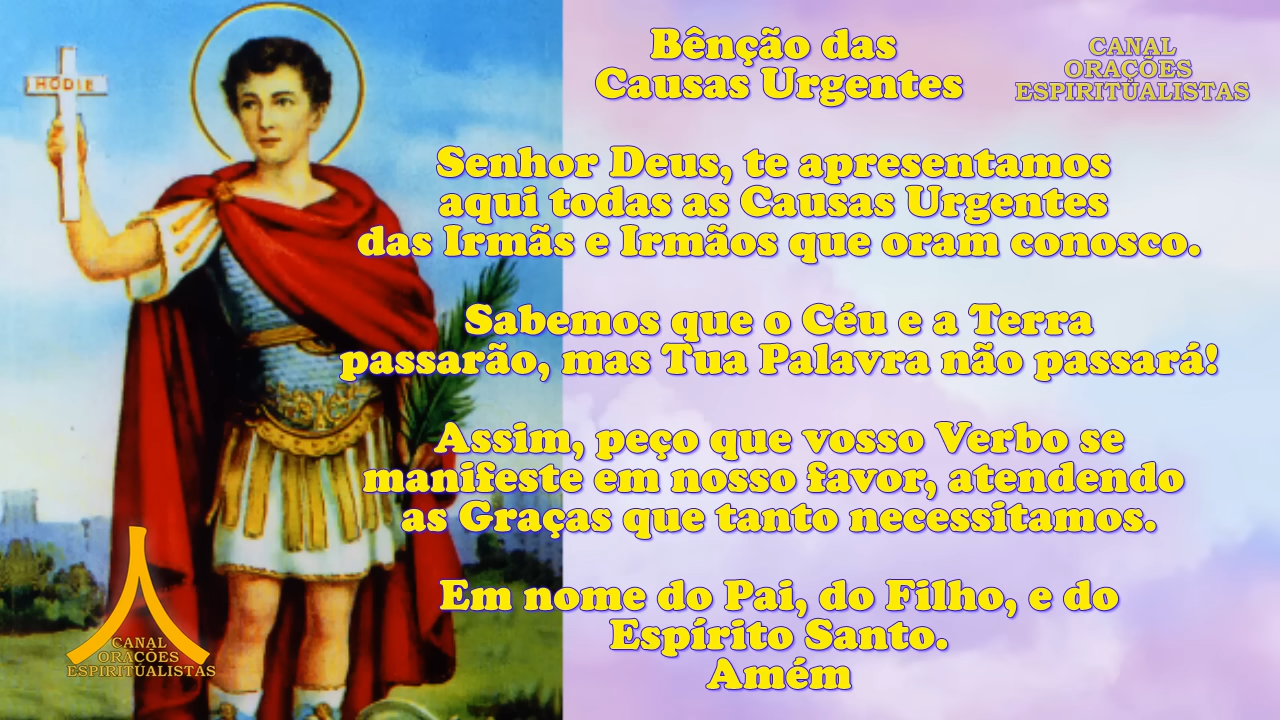 HODIE
Bênção das
Causas Urgentes
CANAL
ORAÇÕES
ESPIRITUALISTAS
Senhor Deus, te apresentamos
aqui todas as Causas Urgentes
das Irmãs e Irmãos que oram conosco.
Sabemos que o Céu e a Terra
passarão, mas Tua Palavra não passará!
Assim, peço que vosso Verbo se
manifeste em nosso favor, atendendo
as Graças que tanto necessitamos.
Em nome do Pai, do Filho, e do
Espírito Santo.
Amém
CANAL
ORAÇÕES
ESPIRITUALISTAS